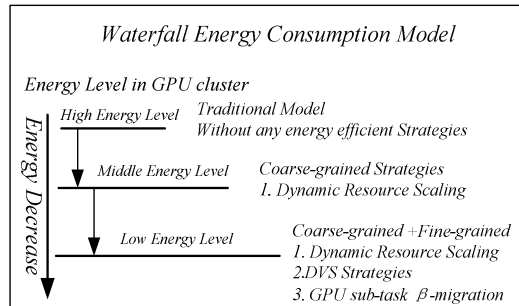 Waterfall Energy Consumption Model
Energy Level in GPU cluster
High Energy Level
Traditional Model
Without any energy efficient Strategies
Middle Energy Level
Coarse-grained Strategies
1. Dynamic Resource Scaling
Low Energy Level
Coarse-grained +Fine-grained
1. Dynamic Resource Scaling
2.DVS Strategies
3. GPU sub-task β-migration
Energy Decrease